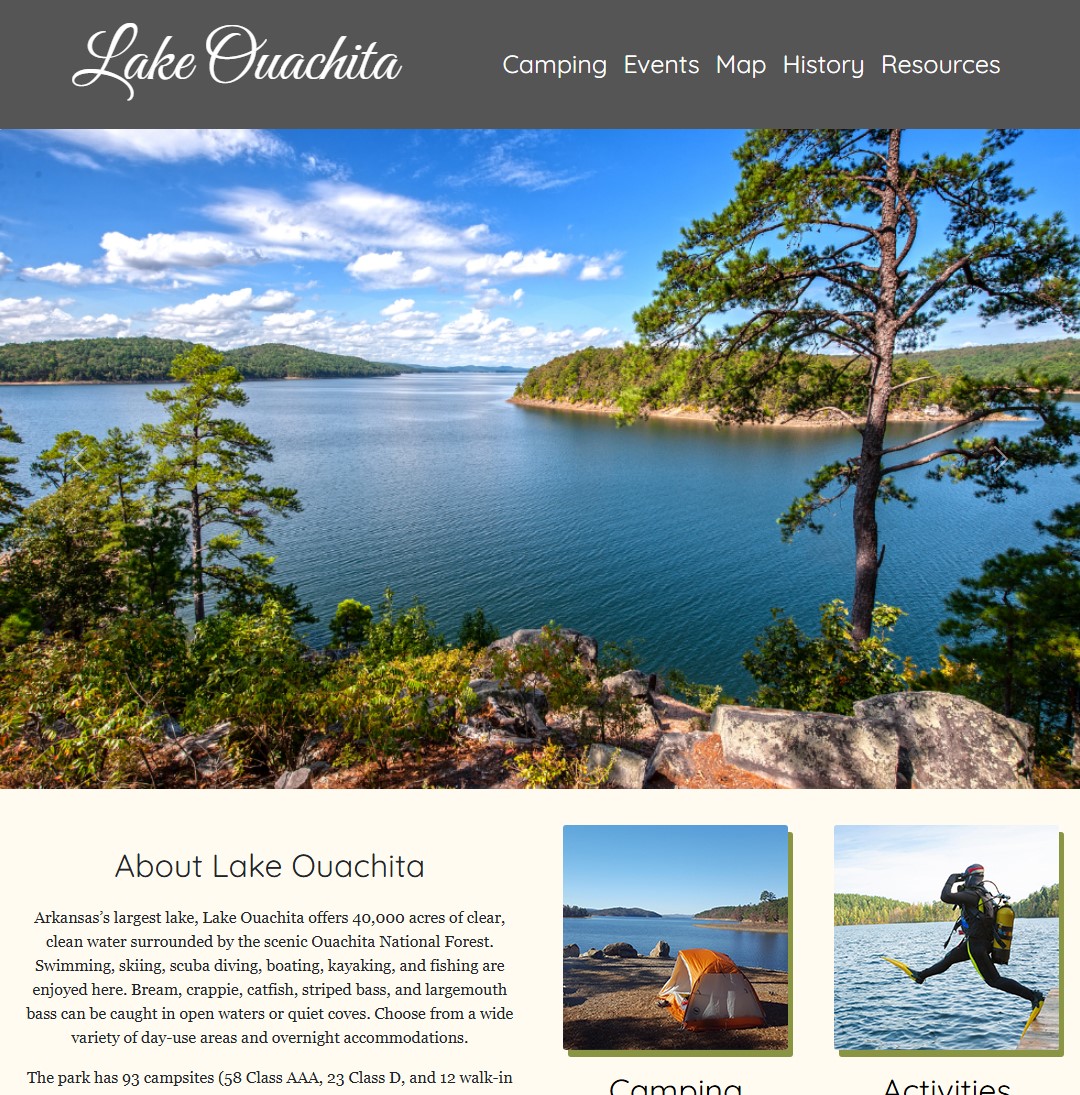 Lake Ouachita
Camping Events Map History Resources
About Lake Ouachita
Arkansas’s largest lake, Lake Ouachita offers 40,000 acres of clear,
clean water surrounded by the scenic Ouachita National Forest.
Swimming, skiing, scuba diving, boating, kayaking, and fishing are
enjoyed here. Bream, crappie, catfish, striped bass, and largemouth
bass can be caught in open waters or quiet coves. Choose from a wide
variety of day-use areas and overnight accommodations.
The park has 93 campsites (58 Class AAA, 23 Class D, and 12 walk-in
Camping
Activities